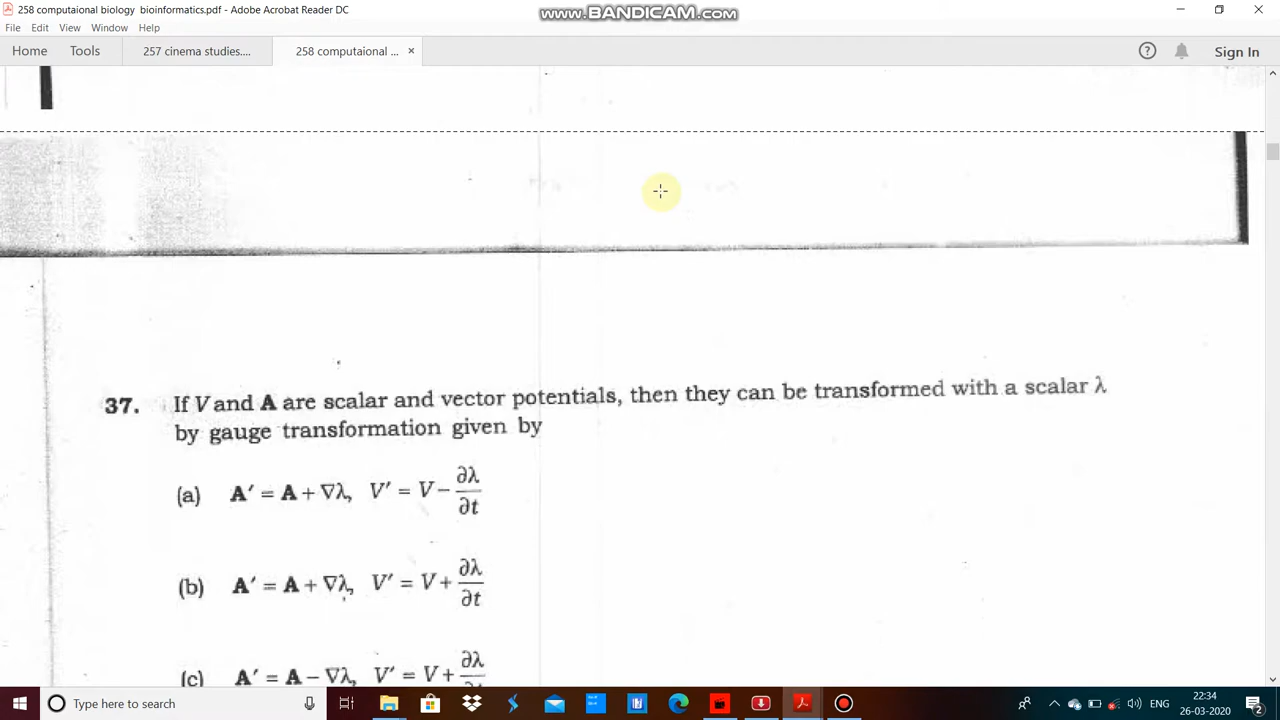 258 computaional biology bioinformatics.pdf - Adobe Acrobat Reader DC
www.BANDICAM.com
File Edit View Window Help
Home Tools 257 cinema studies.... 258 computaional ... × Sign In
37. If V and A are scalar and vector potentials, then they can be transformed with a scalar λ
by gauge transformation given by
(a) A′ = A + ∇λ, V′ = V − ∂λ/∂t
(b) A′ = A + ∇λ, V′ = V + ∂λ/∂t
(c) A′ = A − ∇λ, V′ = V + ∂λ/∂t
Type here to search
ENG
22:34
26-03-2020
2